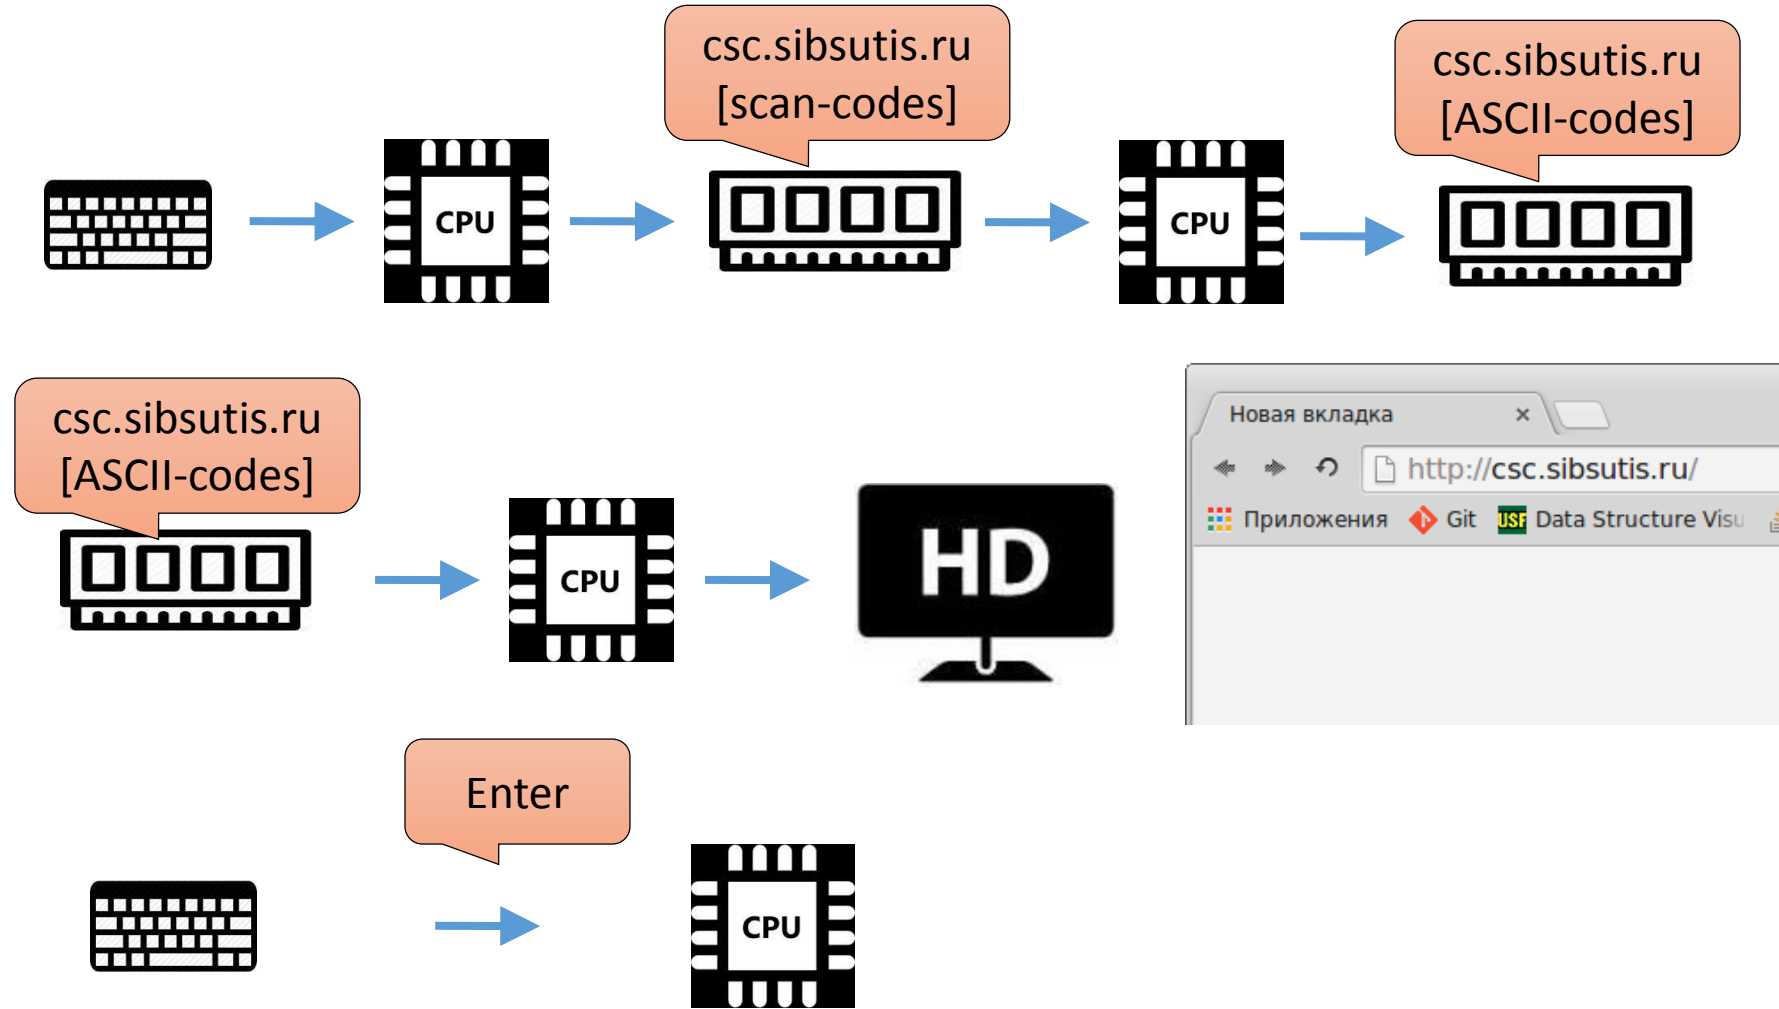 csc.sibsutis.ru
[scan-codes]
csc.sibsutis.ru
[ASCII-codes]
CPU
CPU
csc.sibsutis.ru
[ASCII-codes]
CPU
HD
Новая вкладка
http://csc.sibsutis.ru/
Приложения Git USF Data Structure Visu
Enter
CPU